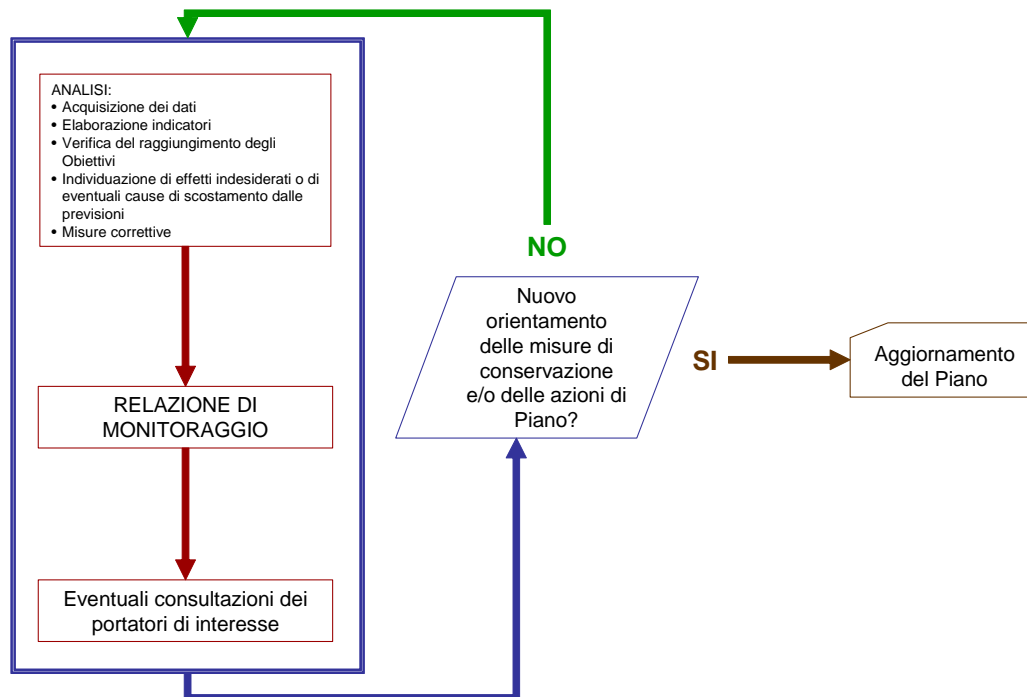 ANALISI:
• Acquisizione dei dati
• Elaborazione indicatori
• Verifica del raggiungimento degli
Obiettivi
• Individuazione di effetti indesiderati o di
eventuali cause di scostamento dalle
previsioni
• Misure correttive
RELAZIONE DI
MONITORAGGIO
Eventuali consultazioni dei
portatori di interesse
NO
Nuovo
orientamento
delle misure di
conservazione
e/o delle azioni di
Piano?
SI
Aggiornamento
del Piano